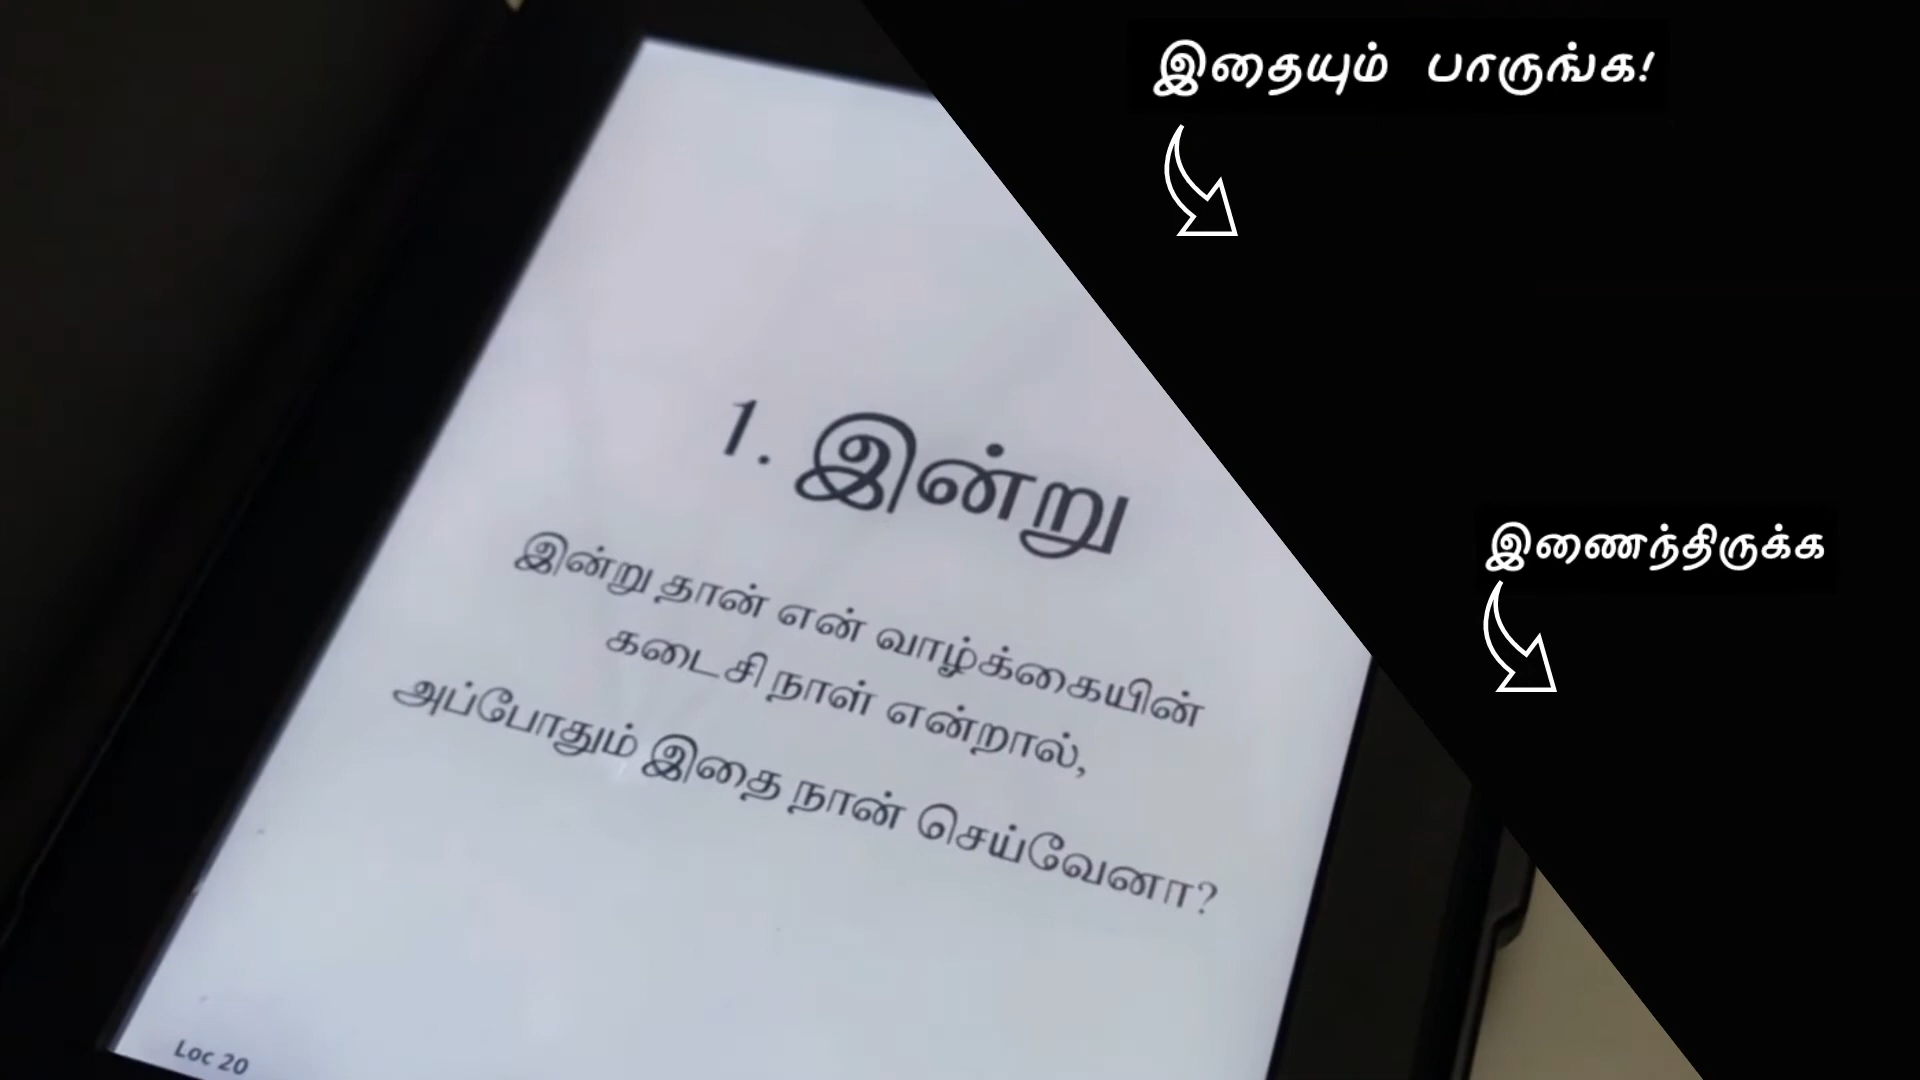 இதையும் பாருங்க!
1. இன்று
இன்று தான் என் வாழ்க்கையின்
கடைசி நாள் என்றால்,
அப்போதும் இதை நான் செய்வேனா?
இணைந்திருக்க
Loc 20